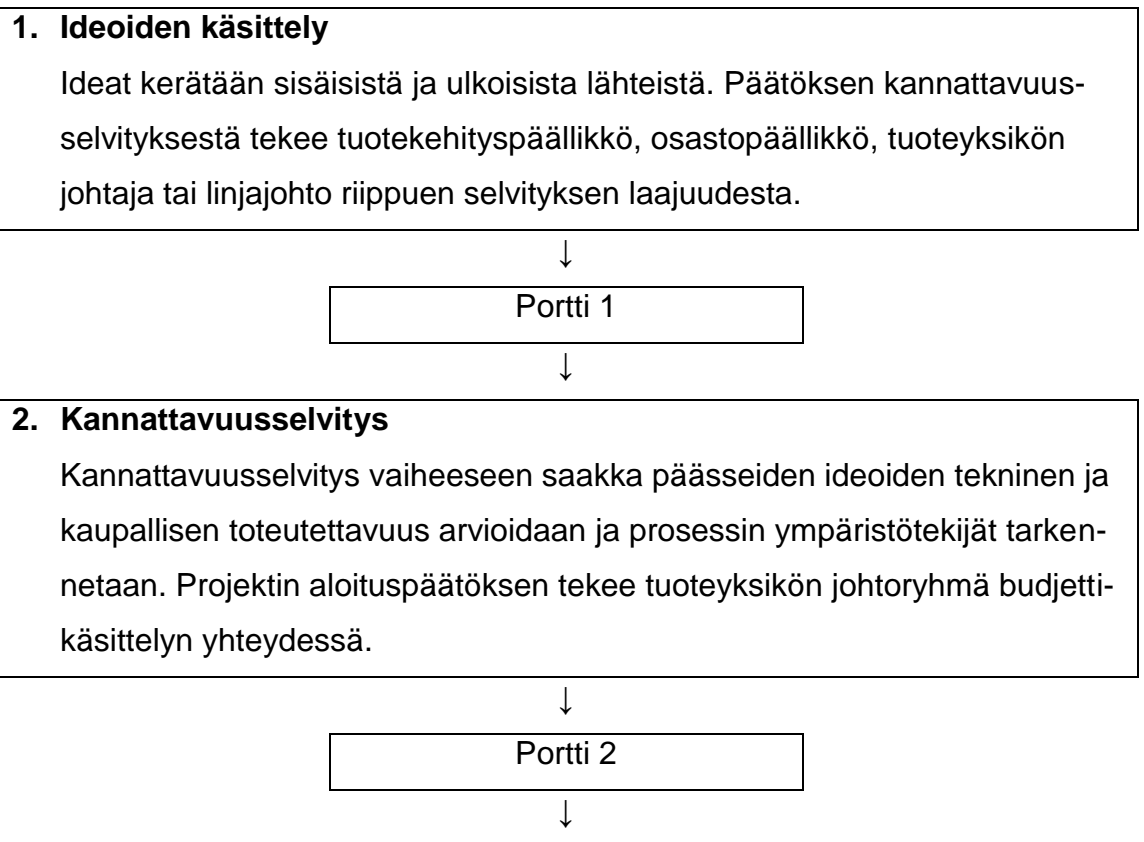 1. Ideoiden käsittely
Ideat kerätään sisäisistä ja ulkoisista lähteistä. Päätöksen kannattavuus-
selvityksestä tekee tuotekehityspäällikkö, osastopäällikkö, tuoteyksikön
johtaja tai linjajohto riippuen selvityksen laajuudesta.
↓
Portti 1
↓
2. Kannattavuusselvitys
Kannattavuusselvitys vaiheeseen saakka päässeiden ideoiden tekninen ja
kaupallisen toteutettavuus arvioidaan ja prosessin ympäristötekijät tarken-
netaan. Projektin aloituspäätöksen tekee tuoteyksikön johtoryhmä budjetti-
käsittelyn yhteydessä.
↓
Portti 2
↓